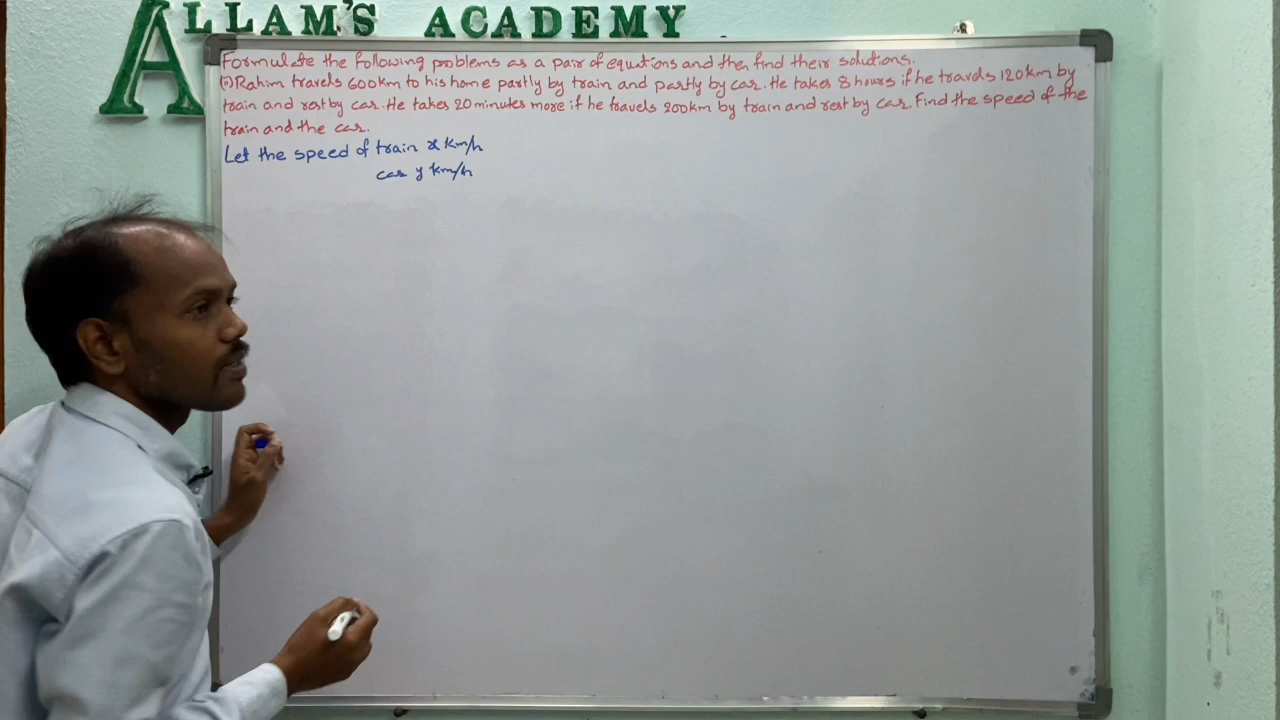 ALLAM'S ACADEMY
Formulate the following problems as a pair of equations and then find their solutions.
(ii) Rahim travels 600km to his home partly by train and partly by car. He takes 8 hours if he travels 120km by
train and rest by car. He takes 20 minutes more if he travels 200km by train and rest by car. Find the speed of the
train and the car.
Let the speed of train x km/h
car y km/h